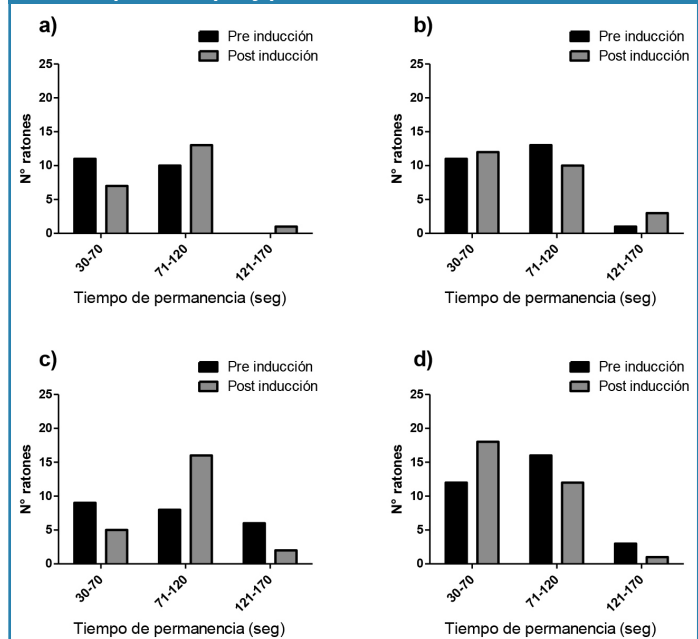 a)
Pre inducción
Post inducción
25
20
15
10
5
0
N° ratones
30-70
71-120
121-170
Tiempo de permanencia (seg)
b)
Pre inducción
Post inducción
25
20
15
10
5
0
N° ratones
30-70
71-120
121-170
Tiempo de permanencia (seg)
c)
Pre inducción
Post inducción
25
20
15
10
5
0
N° ratones
30-70
71-120
121-170
Tiempo de permanencia (seg)
d)
Pre inducción
Post inducción
25
20
15
10
5
0
N° ratones
30-70
71-120
121-170
Tiempo de permanencia (seg)